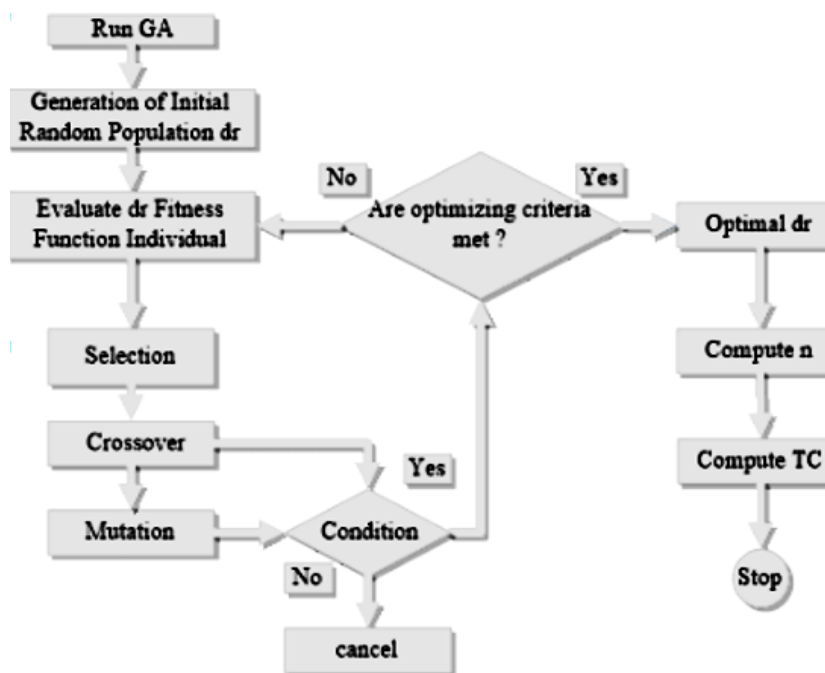 Run GA
Generation of Initial
Random Population dr
No
Yes
Evaluate dr Fitness
Function Individual
Are optimizing criteria
met ?
Optimal dr
Selection
Compute n
Crossover
Yes
Compute TC
Mutation
Condition
No
Stop
cancel